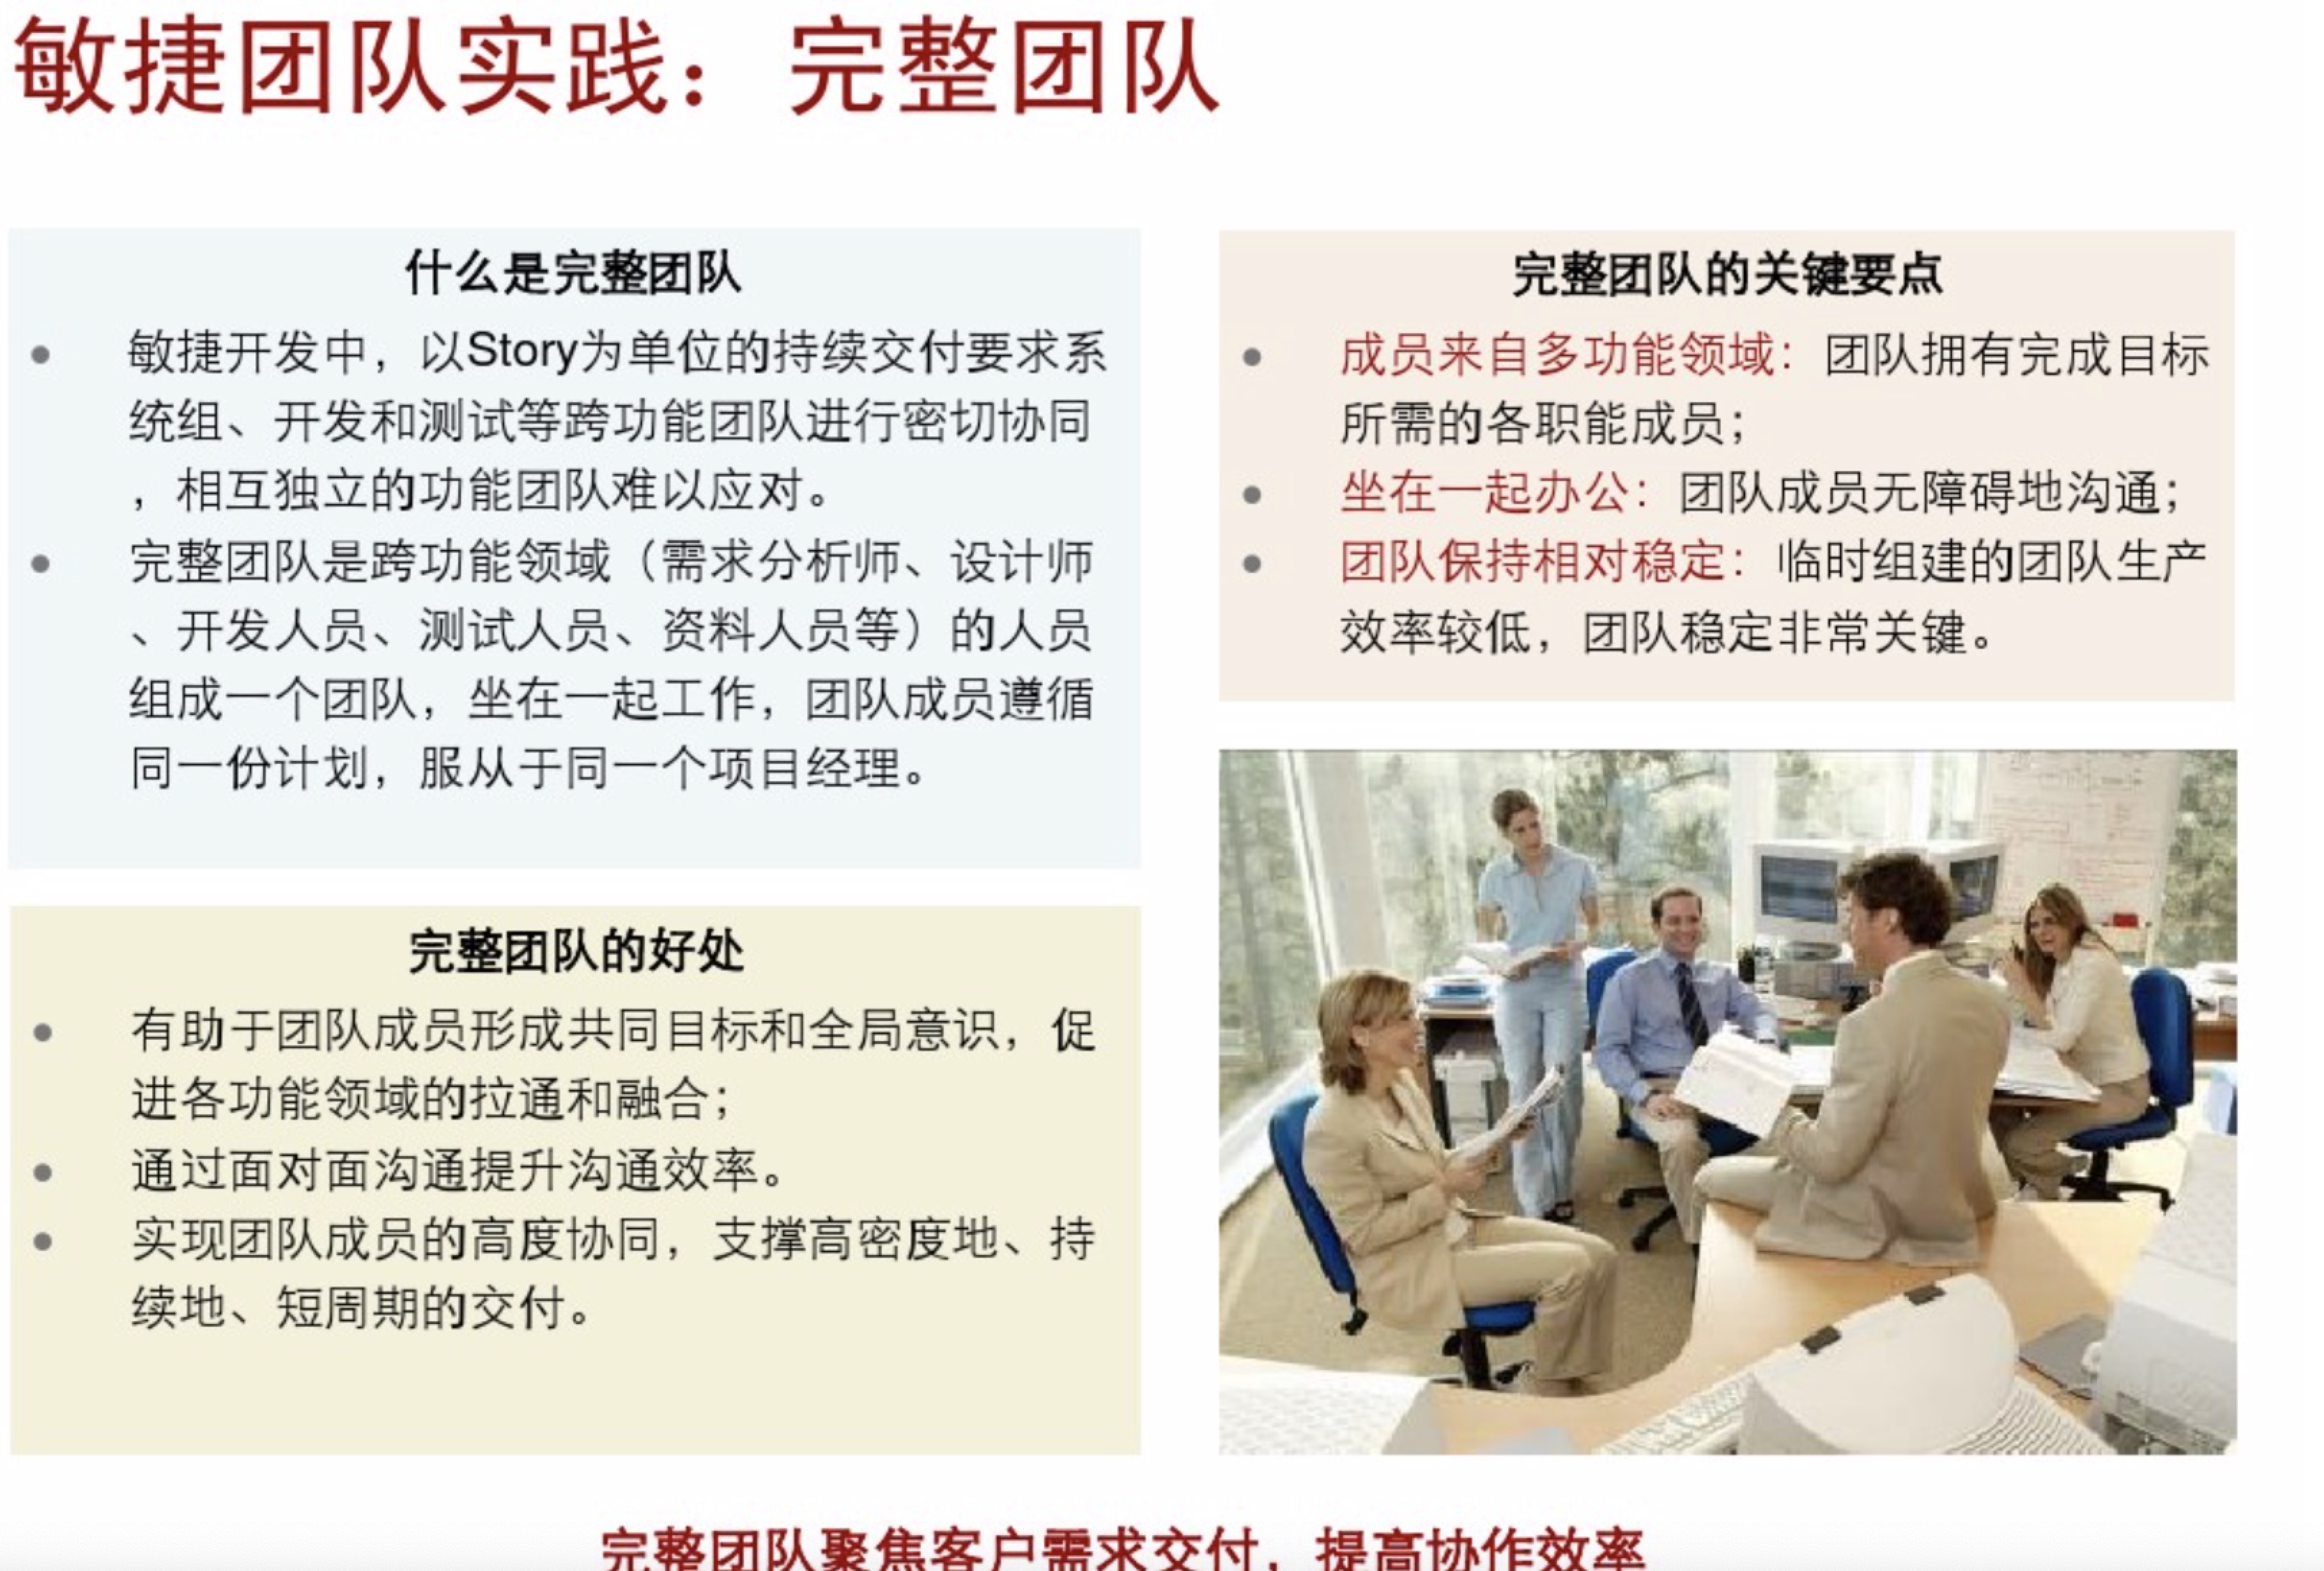 敏捷团队实践：完整团队
什么是完整团队
敏捷开发中，以Story为单位的持续交付要求系
统组、开发和测试等跨功能团队进行密切协同
，相互独立的功能团队难以应对。
完整团队是跨功能领域（需求分析师、设计师
、开发人员、测试人员、资料人员等）的人员
组成一个团队，坐在一起工作，团队成员遵循
同一份计划，服从于同一个项目经理。
完整团队的好处
有助于团队成员形成共同目标和全局意识，促
进各功能领域的拉通和融合；
通过面对面沟通提升沟通效率。
实现团队成员的高度协同，支撑高密度地、持
续地、短周期的交付。
完整团队的关键要点
成员来自多功能领域：团队拥有完成目标
所需的各职能成员；
坐在一起办公：团队成员无障碍地沟通；
团队保持相对稳定：临时组建的团队生产
效率较低，团队稳定非常关键。
完整团队聚焦客户需求交付，提高协作效率